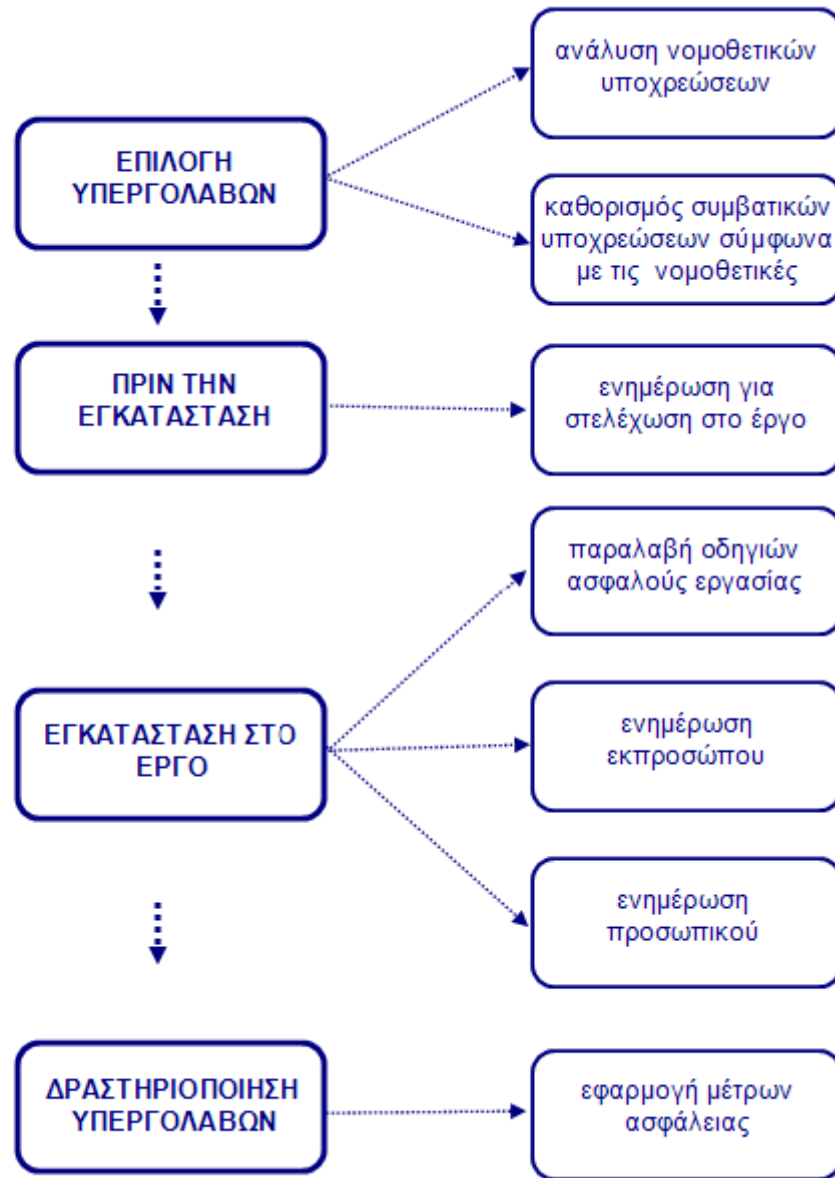 ανάλυση νομοθετικών
υποχρεώσεων
ΕΠΙΛΟΓΗ
ΥΠΕΡΓΟΛΑΒΩΝ
καθορισμός συμβατικών
υποχρεώσεων σύμφωνα
με τις νομοθετικές
ΠΡΙΝ ΤΗΝ
ΕΓΚΑΤΑΣΤΑΣΗ
ενημέρωση για
στελέχωση στο έργο
παραλαβή οδηγιών
ασφαλούς εργασίας
ΕΓΚΑΤΑΣΤΑΣΗ ΣΤΟ
ΕΡΓΟ
ενημέρωση
εκπροσώπου
ενημέρωση
προσωπικού
ΔΡΑΣΤΗΡΙΟΠΟΙΗΣΗ
ΥΠΕΡΓΟΛΑΒΩΝ
εφαρμογή μέτρων
ασφάλειας